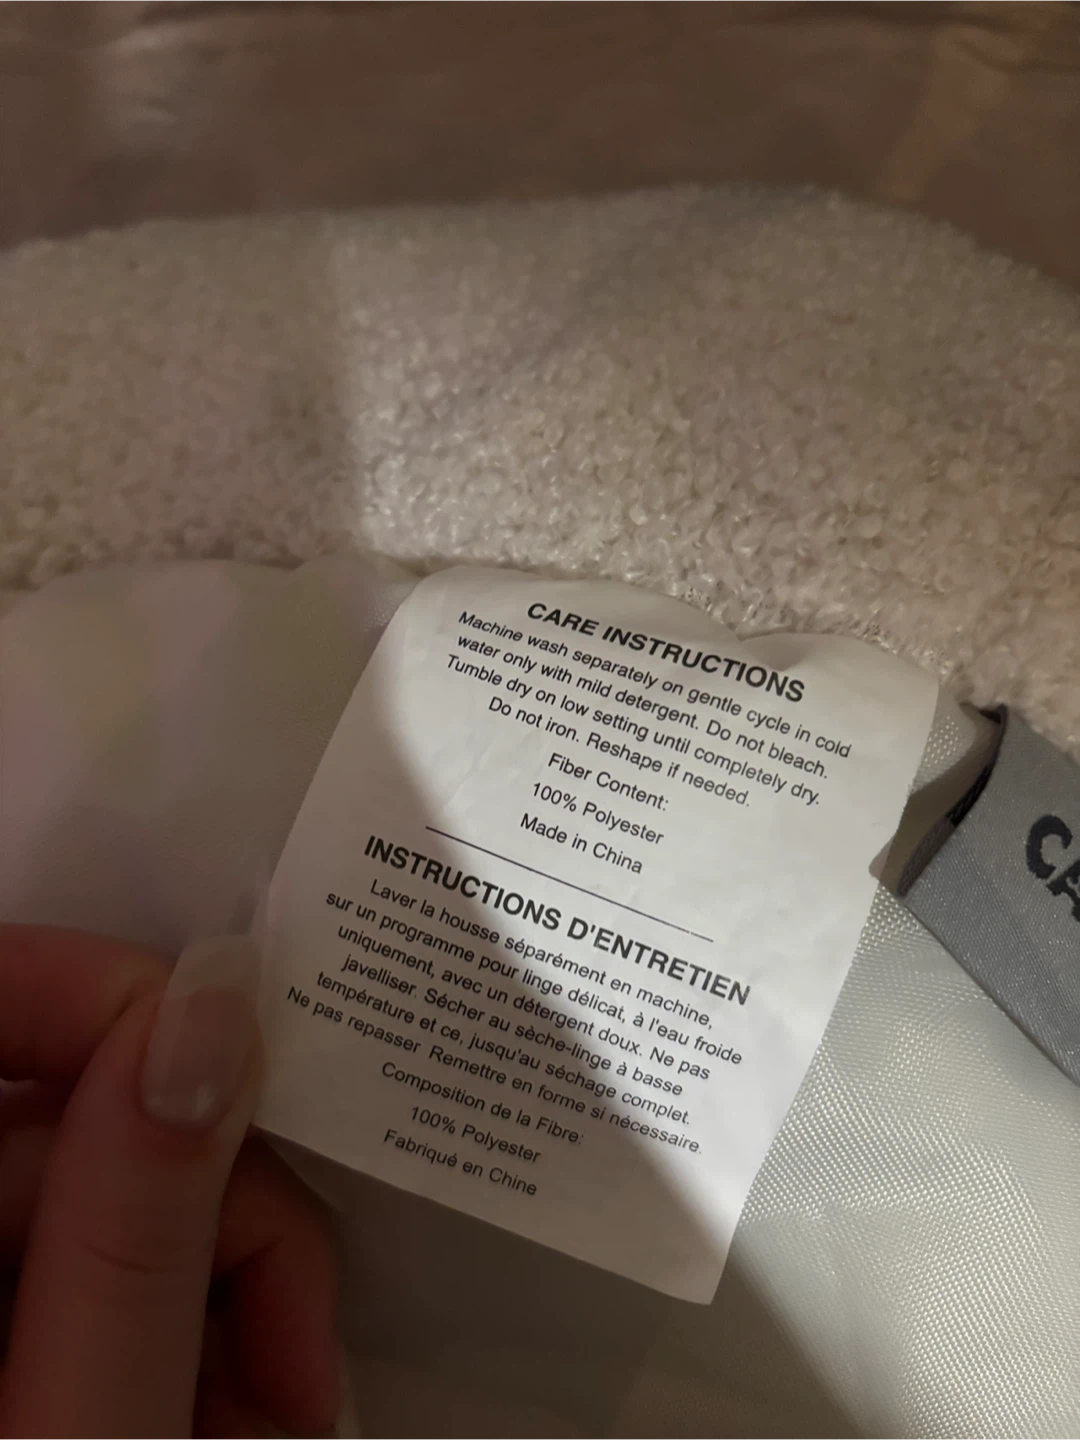 CARE INSTRUCTIONS
Machine wash separately on gentle cycle in cold
water only with mild detergent. Do not bleach.
Tumble dry on low setting until completely dry.
Do not iron. Reshape if needed.
Fiber Content:
100% Polyester
Made in China
INSTRUCTIONS D'ENTRETIEN
Laver la housse séparément en machine,
sur un programme pour linge délicat, à l'eau froide
uniquement, avec un détergent doux. Ne pas
javelliser. Sécher au sèche-linge à basse
température et ce, jusqu'au séchage complet.
Ne pas repasser Remettre en forme si nécessaire.
Composition de la Fibre:
100% Polyester
Fabriqué en Chine
CA